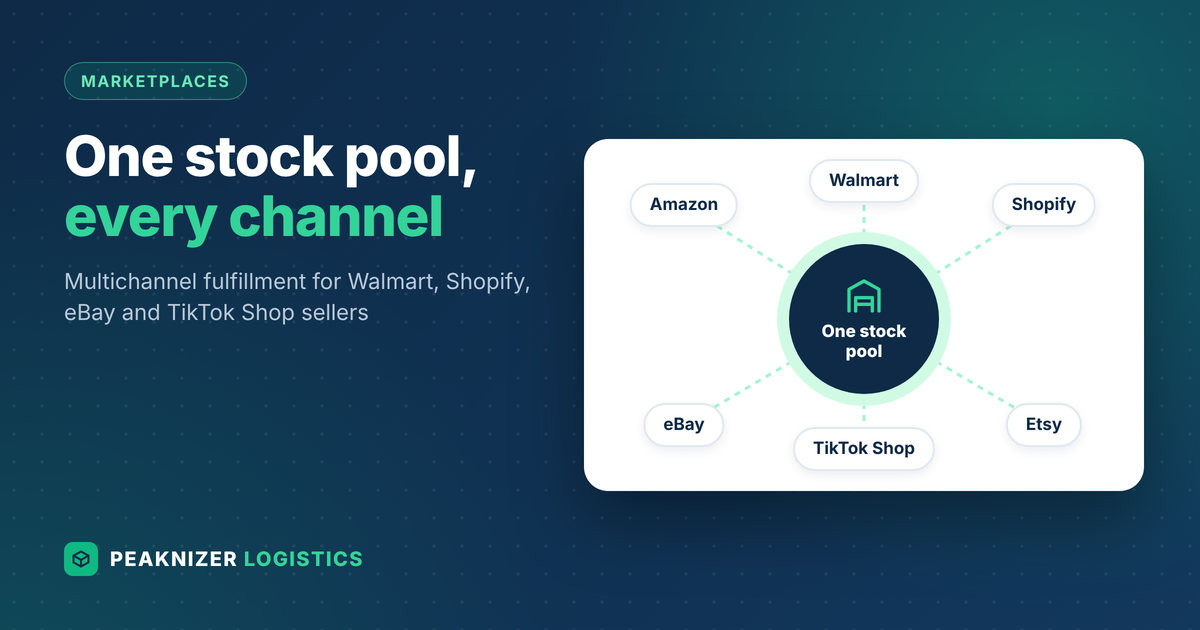 MARKETPLACES
One stock pool,
every channel
Multichannel fulfillment for Walmart, Shopify,
eBay and TikTok Shop sellers
Walmart
Amazon
Shopify
One stock
pool
eBay
Etsy
TikTok Shop
PEAKNIZER LOGISTICS